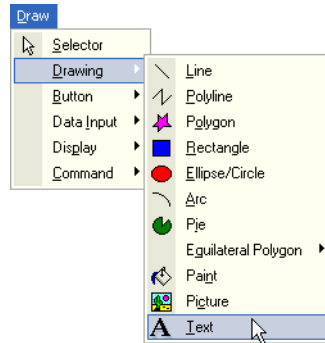 Draw
Selector
Drawing
Button
Data Input
Display
Command
Line
Polyline
Polygon
Rectangle
Ellipse/Circle
Arc
Pie
Equilateral Polygon
Paint
Picture
A Text